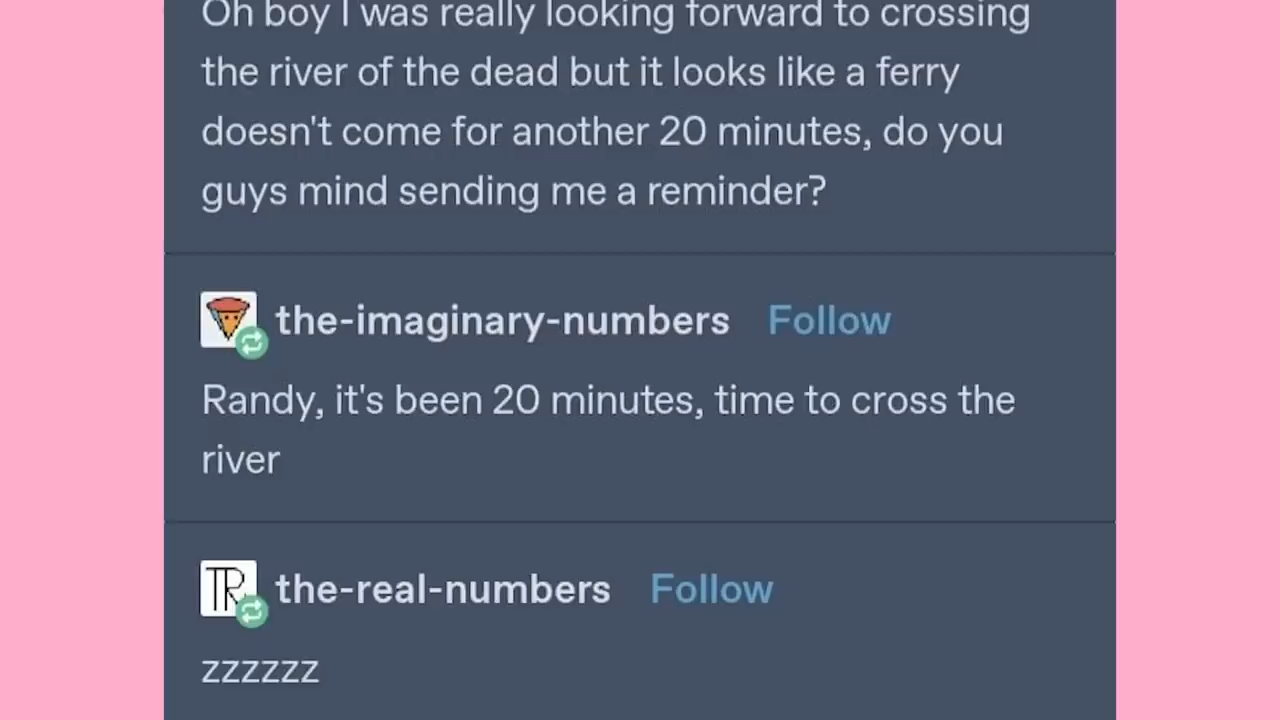 Oh boy I was really looking forward to crossing
the river of the dead but it looks like a ferry
doesn't come for another 20 minutes, do you
guys mind sending me a reminder?
the-imaginary-numbers Follow
Randy, it's been 20 minutes, time to cross the
river
the-real-numbers Follow
zzzzzz